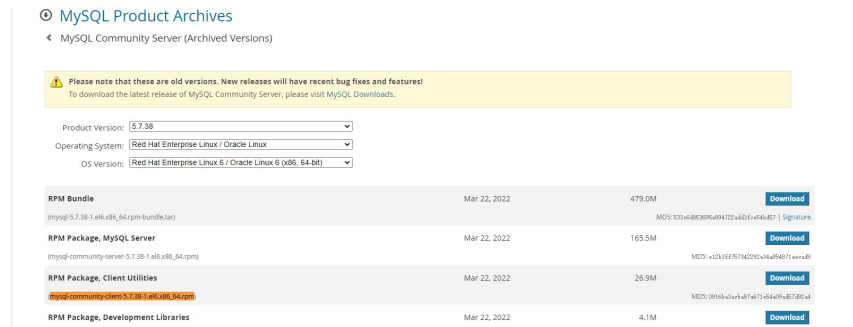 MySQL Product Archives
MySQL Community Server (Archived Versions)
Please note that these are old versions. New releases will have recent bug fixes and features!
To download the latest release of MySQL Community Server, please visit MySQL Downloads.
Product Version: 5.7.38
Operating System: Red Hat Enterprise Linux / Oracle Linux
OS Version: Red Hat Enterprise Linux 6 / Oracle Linux 6 (x86, 64-bit)
RPM Bundle Mar 22, 2022 479.0M Download
(mysql-5.7.38-1.el6.x86_64.rpm-bundle.tar) MD5: | Signature
RPM Package, MySQL Server Mar 22, 2022 165.5M Download
(mysql-community-server-5.7.38-1.el6.x86_64.rpm) MD5:
RPM Package, Client Utilities Mar 22, 2022 26.9M Download
(mysql-community-client-5.7.38-1.el6.x86_64.rpm) MD5:
RPM Package, Development Libraries Mar 22, 2022 4.1M Download